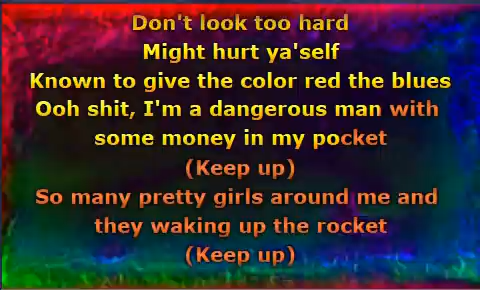 Don't look too hard
Might hurt ya'self
Known to give the color red the blues
Ooh shit, I'm a dangerous man with
some money in my pocket
(Keep up)
So many pretty girls around me and
they waking up the rocket
(Keep up)